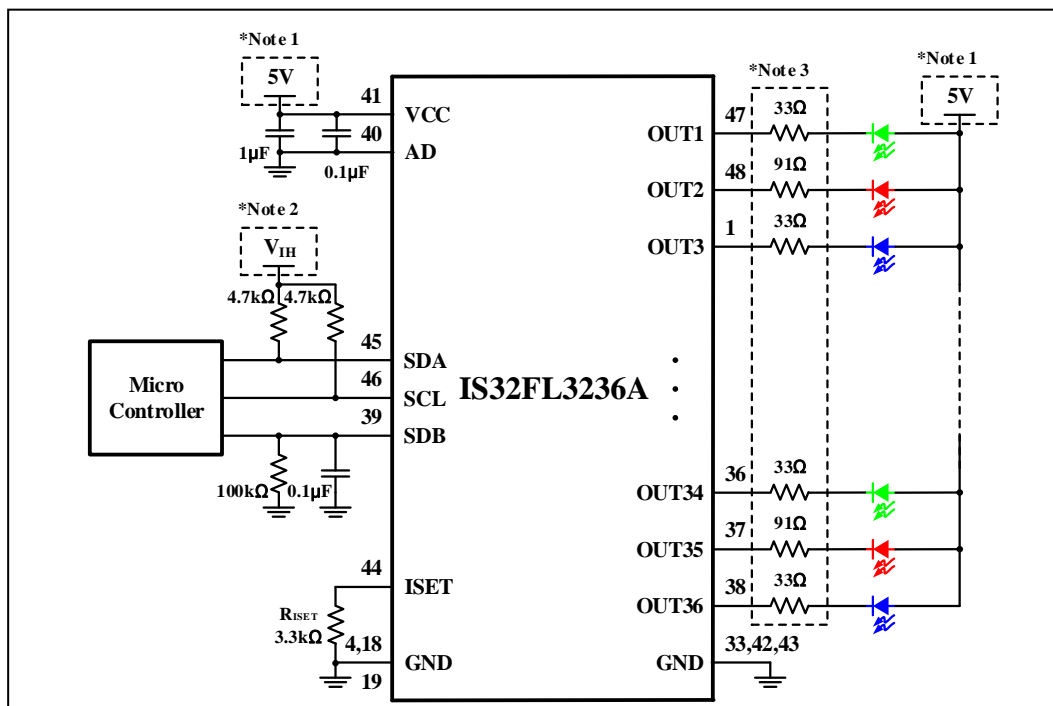 *Note 1
5V
1µF
0.1µF
41
VCC
40
AD
*Note 2
VIH
4.7kΩ
4.7kΩ
Micro
Controller
45
SDA
46
SCL
39
SDB
100kΩ
0.1µF
44
ISET
RISET
3.3kΩ
4,18
GND
19
IS32FL3236A
*Note 3
*Note 1
5V
47
33Ω
OUT1
48
91Ω
OUT2
1
33Ω
OUT3
36
33Ω
OUT34
37
91Ω
OUT35
38
33Ω
OUT36
33,42,43
GND